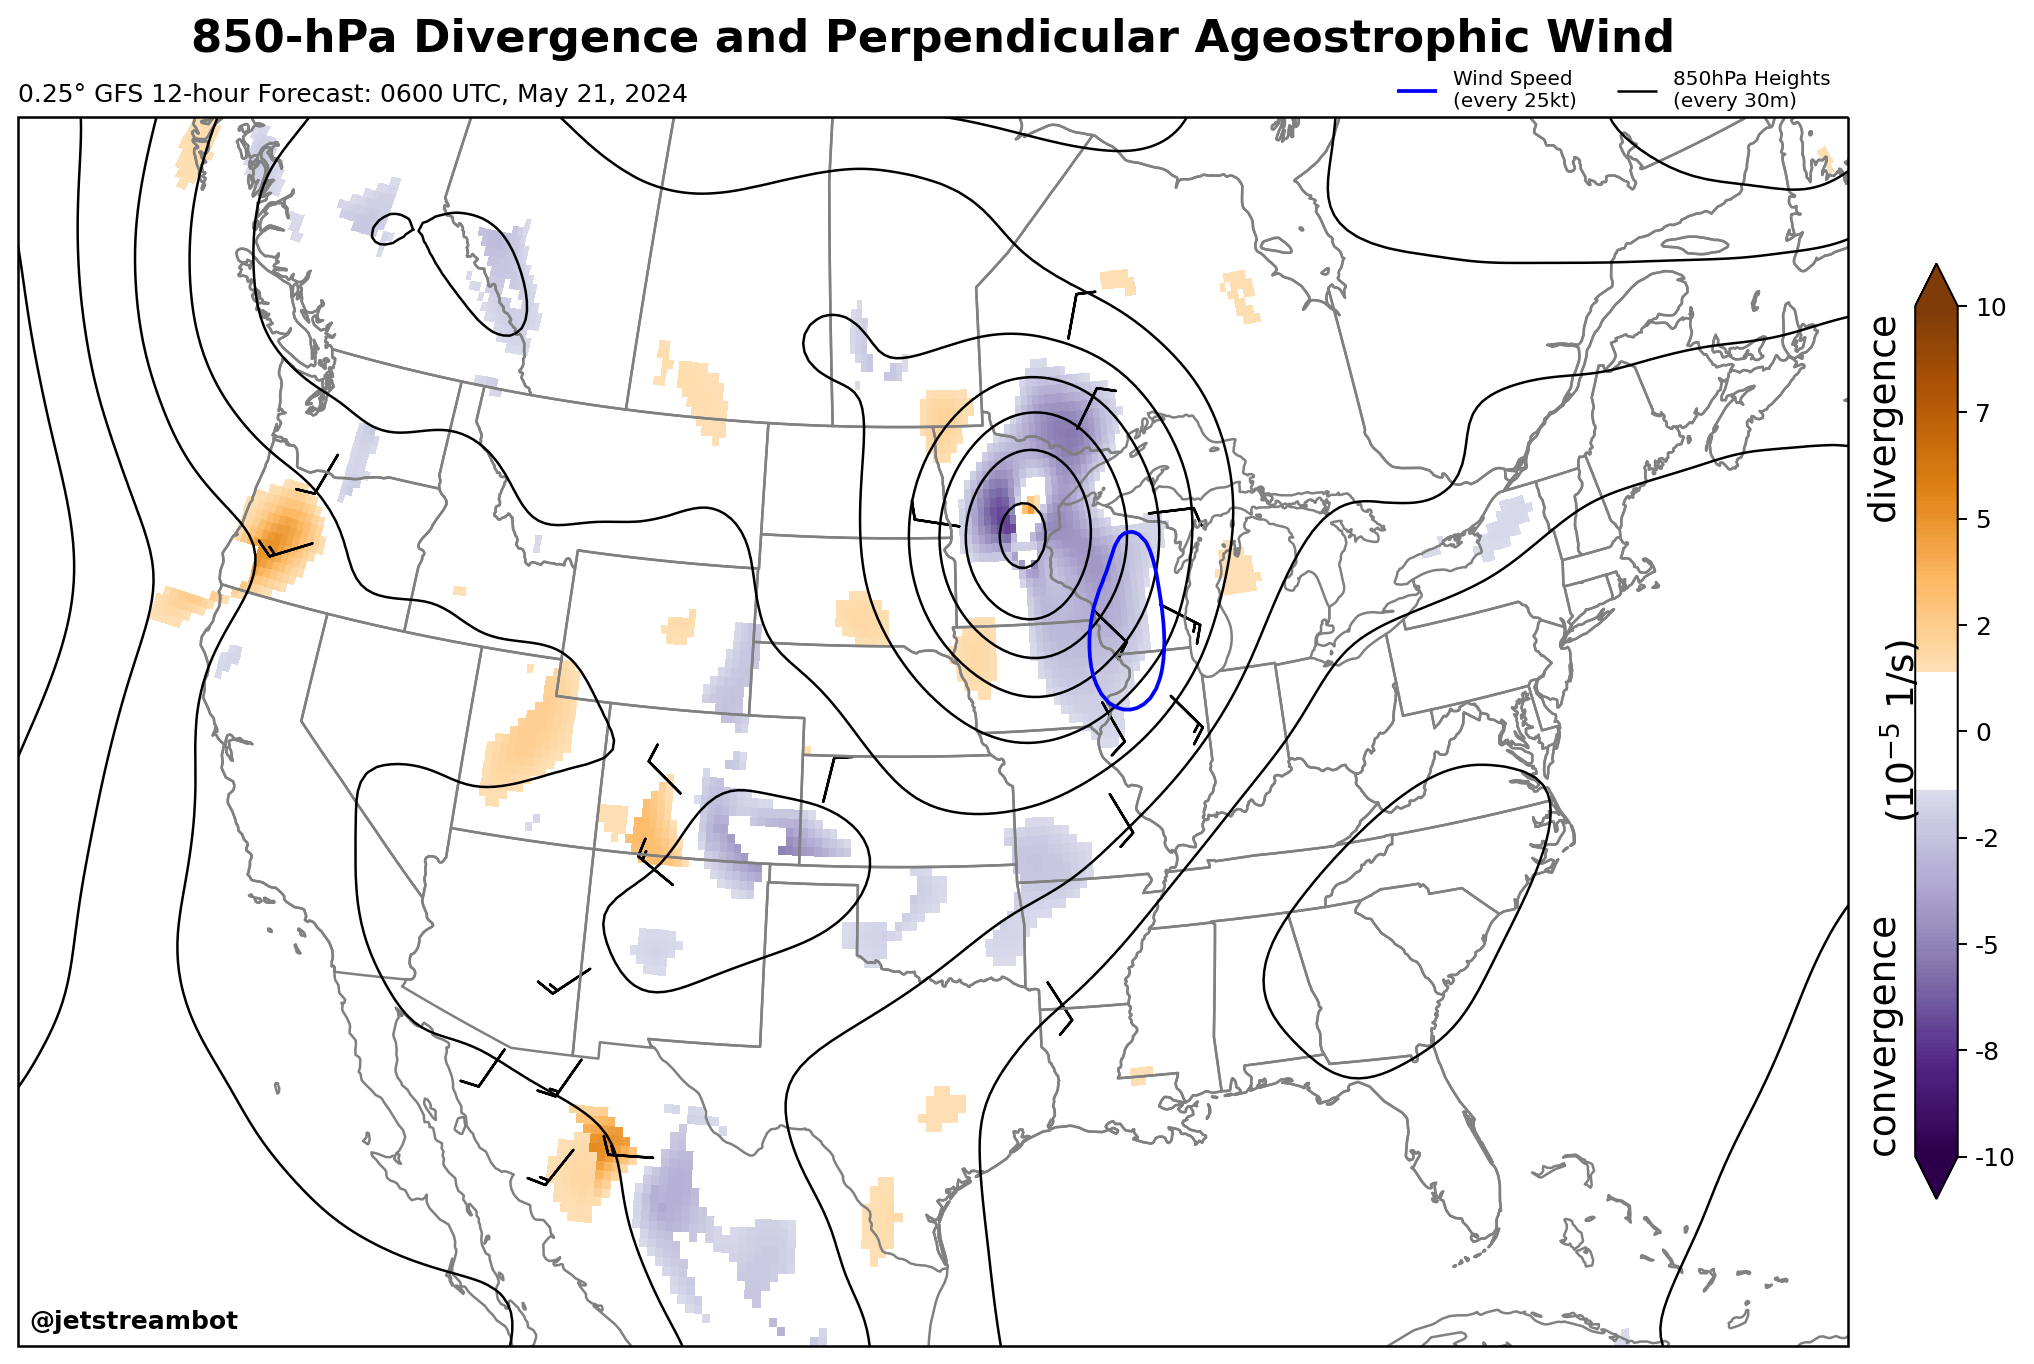 850-hPa Divergence and Perpendicular Ageostrophic Wind
0.25° GFS 12-hour Forecast: 0600 UTC, May 21, 2024
Wind Speed
(every 25kt)
850hPa Heights
(every 30m)
10
7
5
2
0
-2
-5
-8
-10
divergence
(10⁻⁵ 1/s)
convergence
@jetstreambot